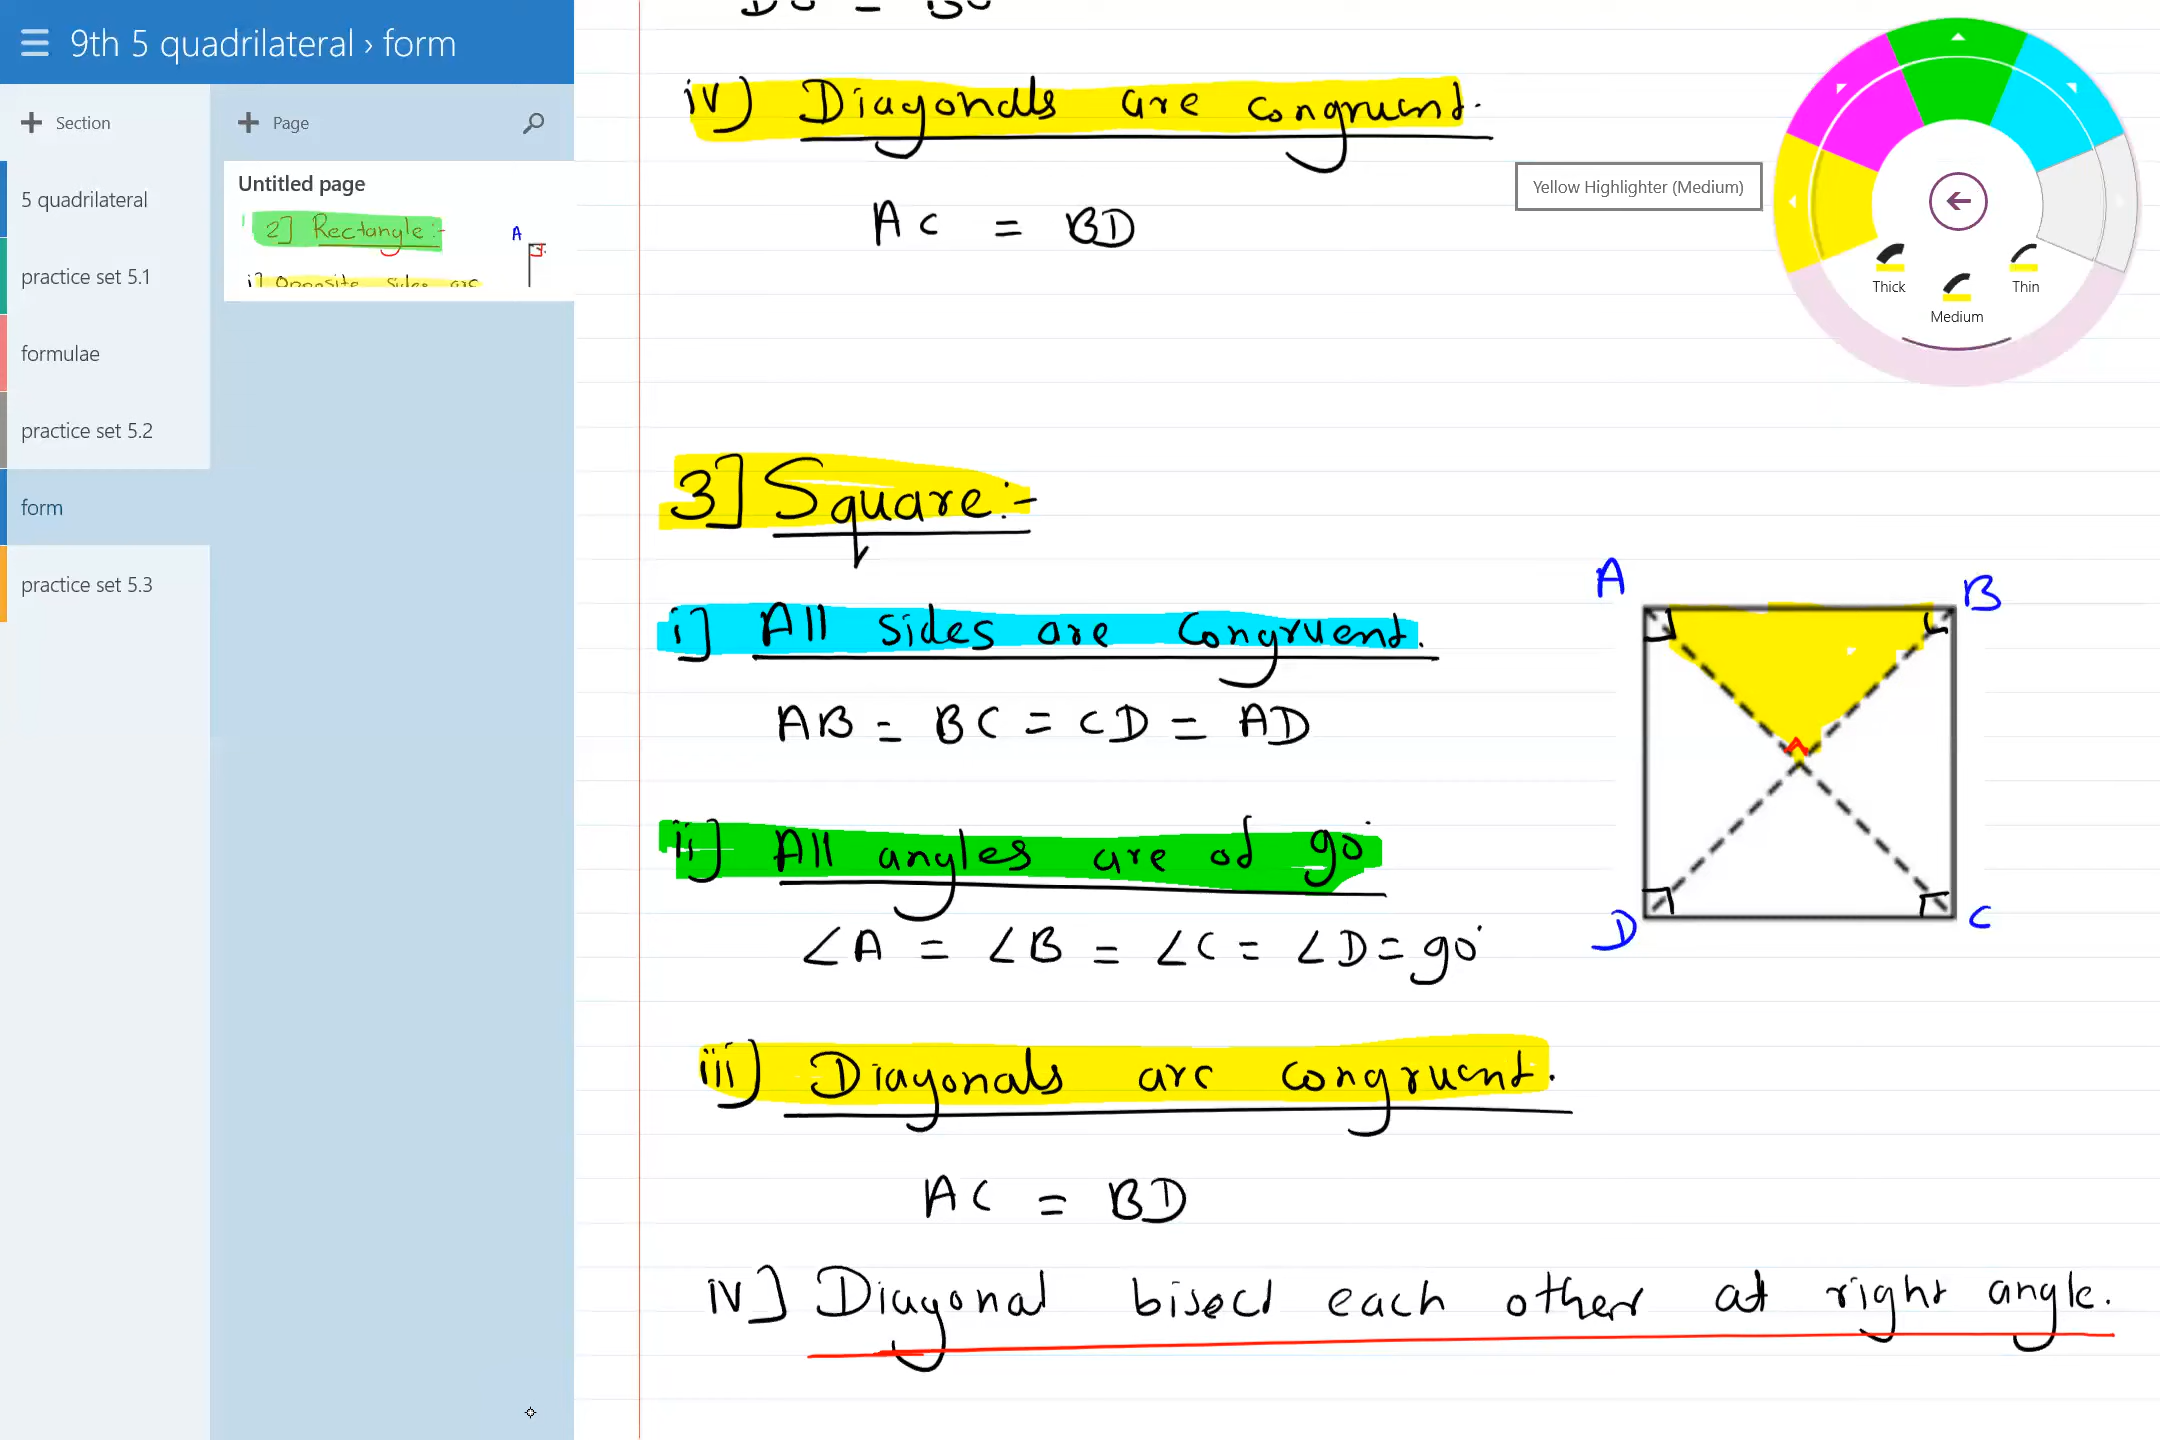 9th 5 quadrilateral › form
Section
Page
5 quadrilateral
practice set 5.1
formulae
practice set 5.2
form
practice set 5.3
Untitled page
2] Rectangle :-
A
i] Opposite sides are
iv) Diagonals are congruent.
AC = BD
Yellow Highlighter (Medium)
Thick
Medium
Thin
3] Square :-
i] All sides are congruent.
AB = BC = CD = AD
ii] All angles are of 90°
∠A = ∠B = ∠C = ∠D = 90°
iii) Diagonals are congruent.
AC = BD
iv] Diagonal bisect each other at right angle.
A
B
D
C